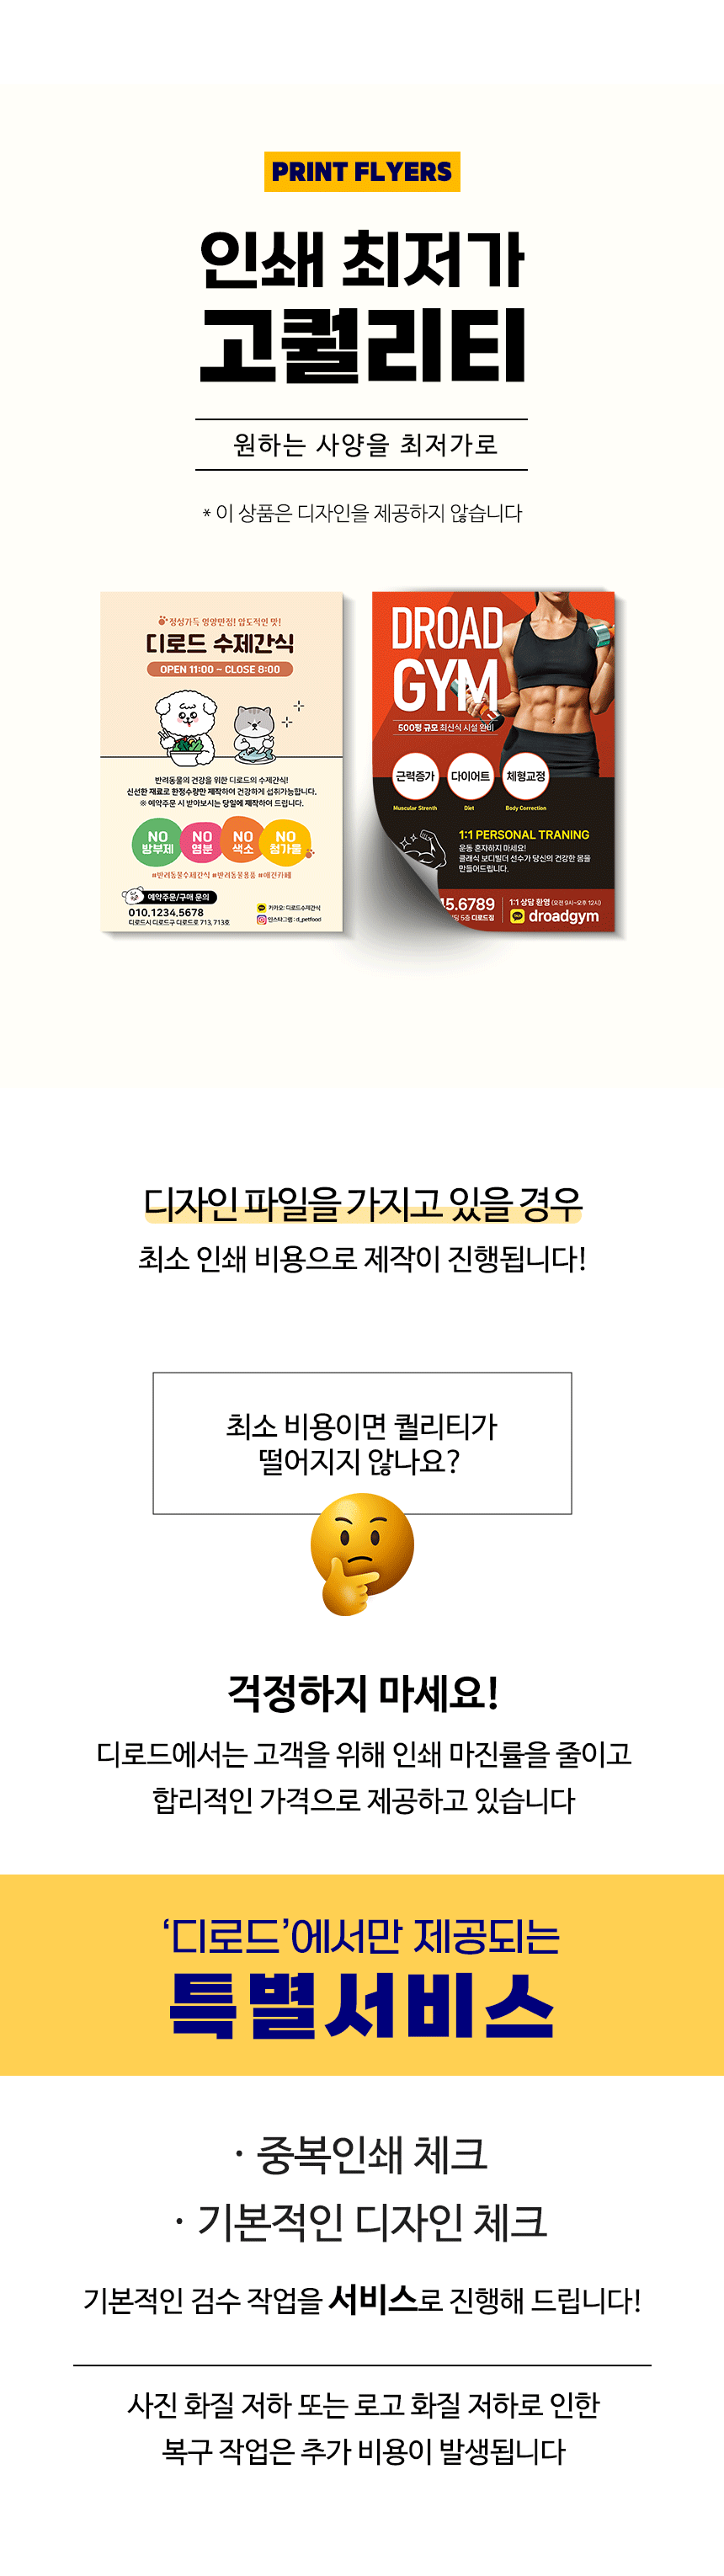 PRINT FLYERS
인쇄 최저가
고퀄리티
원하는 사양을 최저가로
* 이 상품은 디자인을 제공하지 않습니다
정성가득 영양만점! 압도적인 맛!
디로드 수제간식
OPEN 11:00 ~ CLOSE 8:00
반려동물의 건강을 위한 디로드의 수제간식!
신선한 재료로 한정수량만 제작하여 건강하게 섭취가능합니다.
※ 예약주문 시 받아보시는 당일에 제작하여 드립니다.
NO 방부제
NO 염분
NO 색소
NO 첨가물
#반려동물수제간식 #반려동물용품 #애견카페
예약주문/구매 문의
010.1234.5678
디로드시 디로드구 디로드로 713, 713호
카카오: 디로드수제간식
인스타그램: d_petfood
DROAD
GYM
500평 규모 최신식 시설 완비
근력증가
다이어트
체형교정
Muscular Strenth
Diet
Body Correction
1:1 PERSONAL TRANING
운동 혼자하지 마세요!
클래식 보디빌더 선수가 당신의 건강한 몸을
만들어드립니다.
45.6789
5층 디로드짐
1:1 상담 환영 (오전 9시~오후 12시)
droadgym
디자인 파일을 가지고 있을 경우
최소 인쇄 비용으로 제작이 진행됩니다!
최소 비용이면 퀄리티가
떨어지지 않나요?
걱정하지 마세요!
디로드에서는 고객을 위해 인쇄 마진률을 줄이고
합리적인 가격으로 제공하고 있습니다
‘디로드’에서만 제공되는
특별서비스
· 중복인쇄 체크
· 기본적인 디자인 체크
기본적인 검수 작업을 서비스로 진행해 드립니다!
사진 화질 저하 또는 로고 화질 저하로 인한
복구 작업은 추가 비용이 발생됩니다